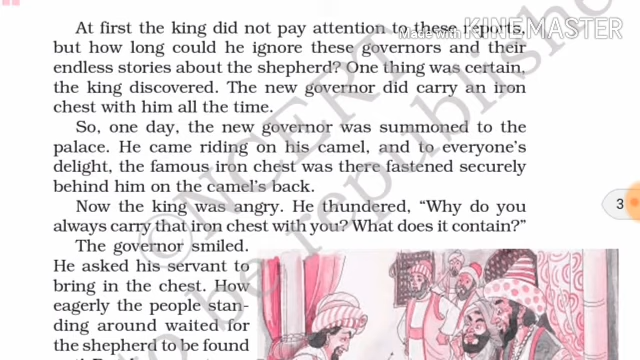 At first the king did not pay attention to these reports,
but how long could he ignore these governors and their
endless stories about the shepherd? One thing was certain,
the king discovered. The new governor did carry an iron
chest with him all the time.
So, one day, the new governor was summoned to the
palace. He came riding on his camel, and to everyone's
delight, the famous iron chest was there fastened securely
behind him on the camel's back.
Now the king was angry. He thundered, “Why do you
always carry that iron chest with you? What does it contain?”
The governor smiled.
He asked his servant to
bring in the chest. How
eagerly the people stan-
ding around waited for
the shepherd to be found
Made with KINEMASTER
©NCERT
be republished
3